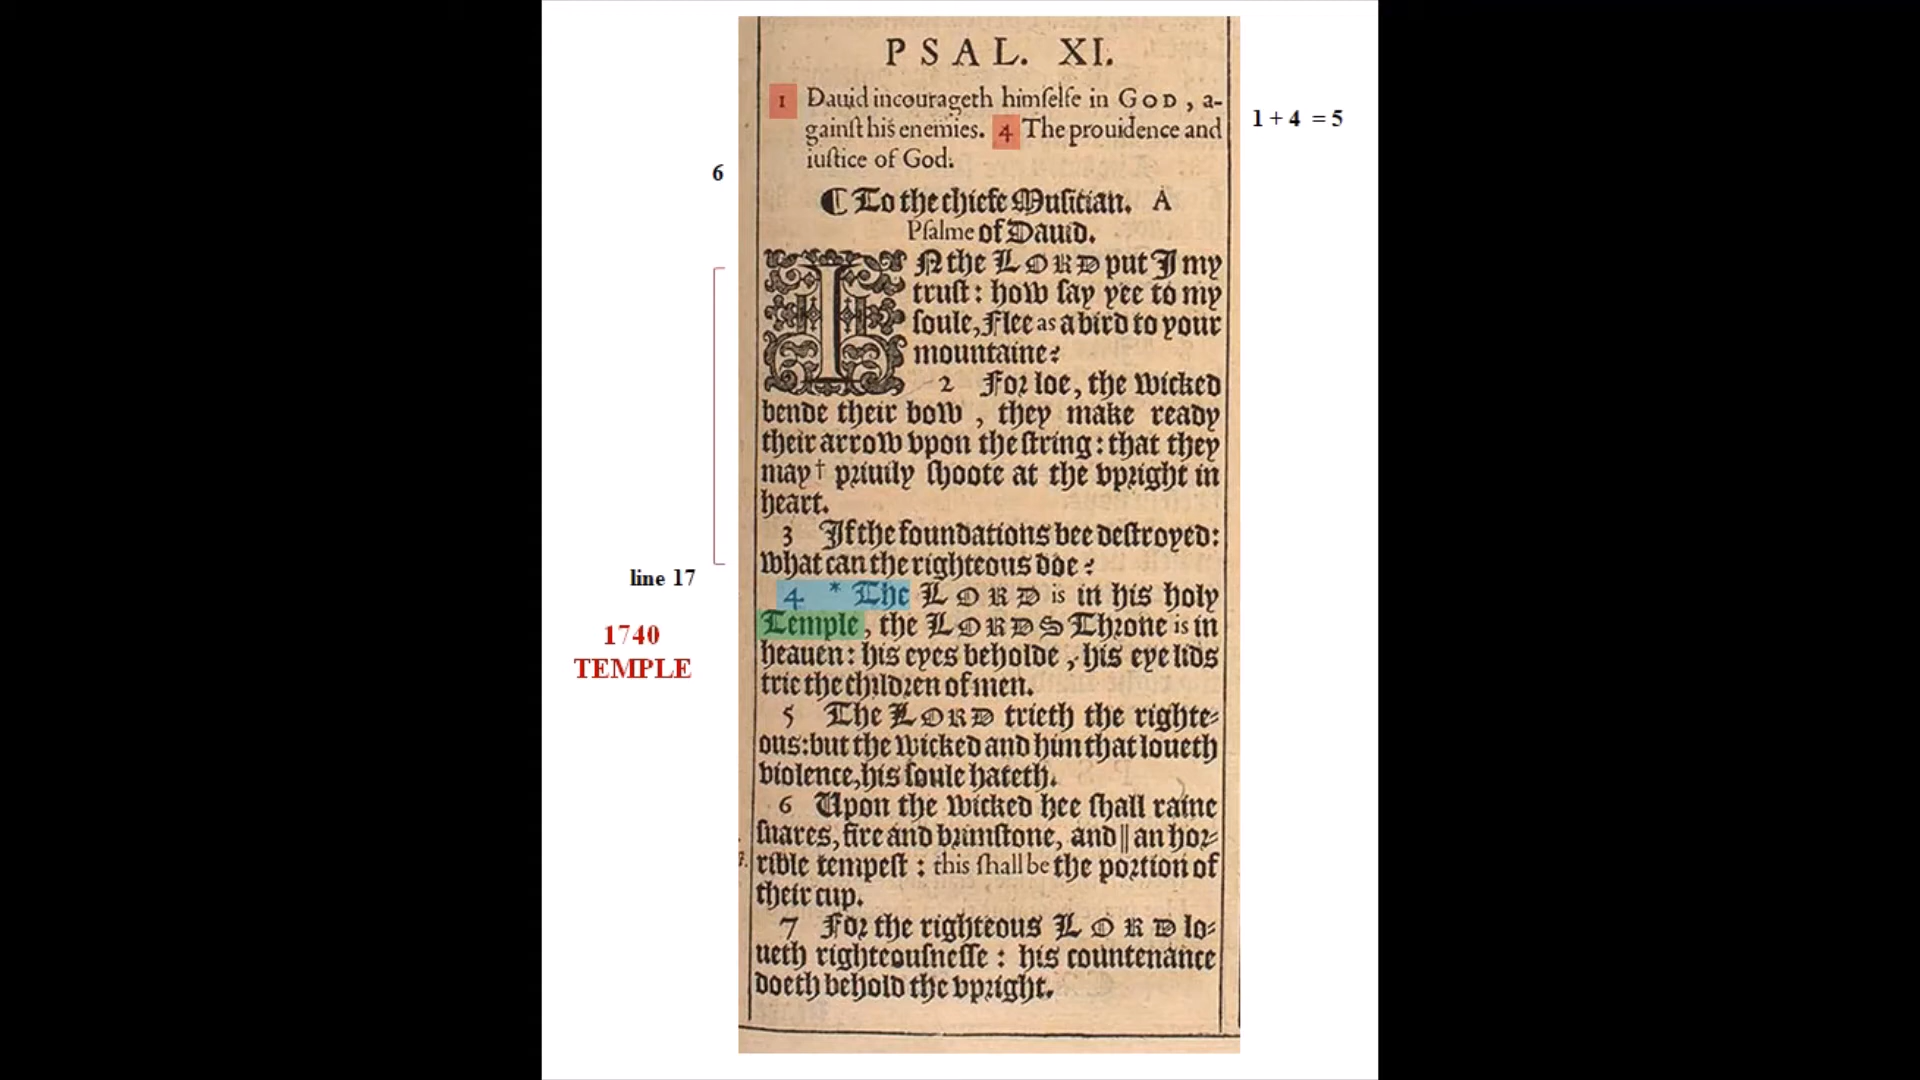 PSAL. XI.
1 Dauid incourageth himselfe in GOD, a-
gainst his enemies. 4 The prouidence and
iustice of God.
1 + 4 = 5
6
¶ To the chiefe Musitian. A
Psalme of Dauid.
IN the LORD put I my
trust: how say yee to my
soule, Flee as a bird to your
mountaine?
2 For loe, the wicked
bende their bow, they make ready
their arrow vpon the string: that they
may† priuily shoote at the vpright in
heart.
3 If the foundations bee destroyed:
what can the righteous doe?
line 17
4 * The LORD is in his holy
Temple, the LORDS Throne is in
heauen: his eyes beholde, his eye lids
trie the children of men.
1740
TEMPLE
5 The LORD trieth the righte-
ous: but the wicked and him that loueth
violence, his soule hateth.
6 Upon the wicked hee shall raine
snares, fire and brimstone, and || an hor-
rible tempest: this shall be the portion of
their cup.
7 For the righteous LORD lo-
ueth righteousnesse: his countenance
doeth behold the vpright.